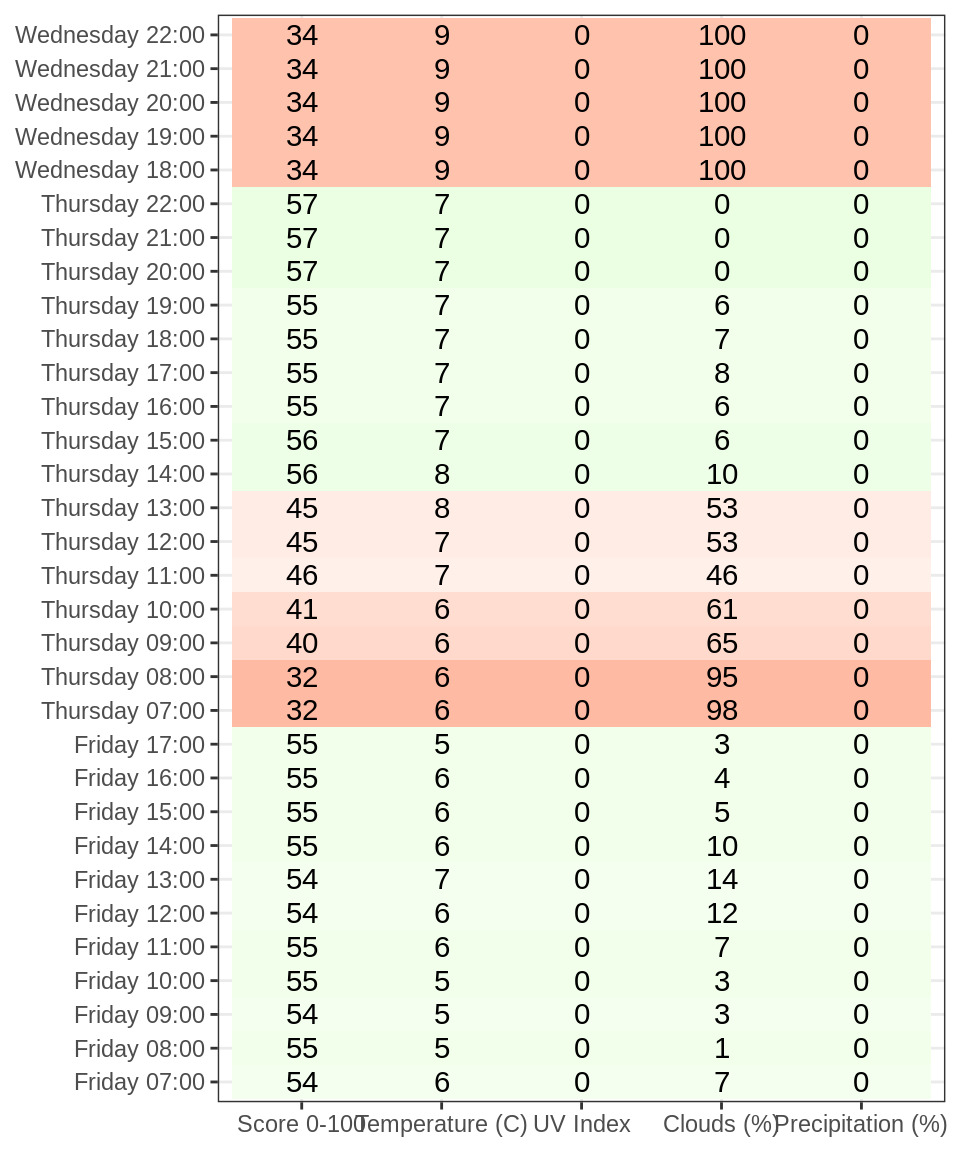 Wednesday 22:00 34 9 0 100 0
Wednesday 21:00 34 9 0 100 0
Wednesday 20:00 34 9 0 100 0
Wednesday 19:00 34 9 0 100 0
Wednesday 18:00 34 9 0 100 0
Thursday 22:00 57 7 0 0 0
Thursday 21:00 57 7 0 0 0
Thursday 20:00 57 7 0 0 0
Thursday 19:00 55 7 0 6 0
Thursday 18:00 55 7 0 7 0
Thursday 17:00 55 7 0 8 0
Thursday 16:00 55 7 0 6 0
Thursday 15:00 56 7 0 6 0
Thursday 14:00 56 8 0 10 0
Thursday 13:00 45 8 0 53 0
Thursday 12:00 45 7 0 53 0
Thursday 11:00 46 7 0 46 0
Thursday 10:00 41 6 0 61 0
Thursday 09:00 40 6 0 65 0
Thursday 08:00 32 6 0 95 0
Thursday 07:00 32 6 0 98 0
Friday 17:00 55 5 0 3 0
Friday 16:00 55 6 0 4 0
Friday 15:00 55 6 0 5 0
Friday 14:00 55 6 0 10 0
Friday 13:00 54 7 0 14 0
Friday 12:00 54 6 0 12 0
Friday 11:00 55 6 0 7 0
Friday 10:00 55 5 0 3 0
Friday 09:00 54 5 0 3 0
Friday 08:00 55 5 0 1 0
Friday 07:00 54 6 0 7 0
Score 0-100 Temperature (C) UV Index Clouds (%) Precipitation (%)